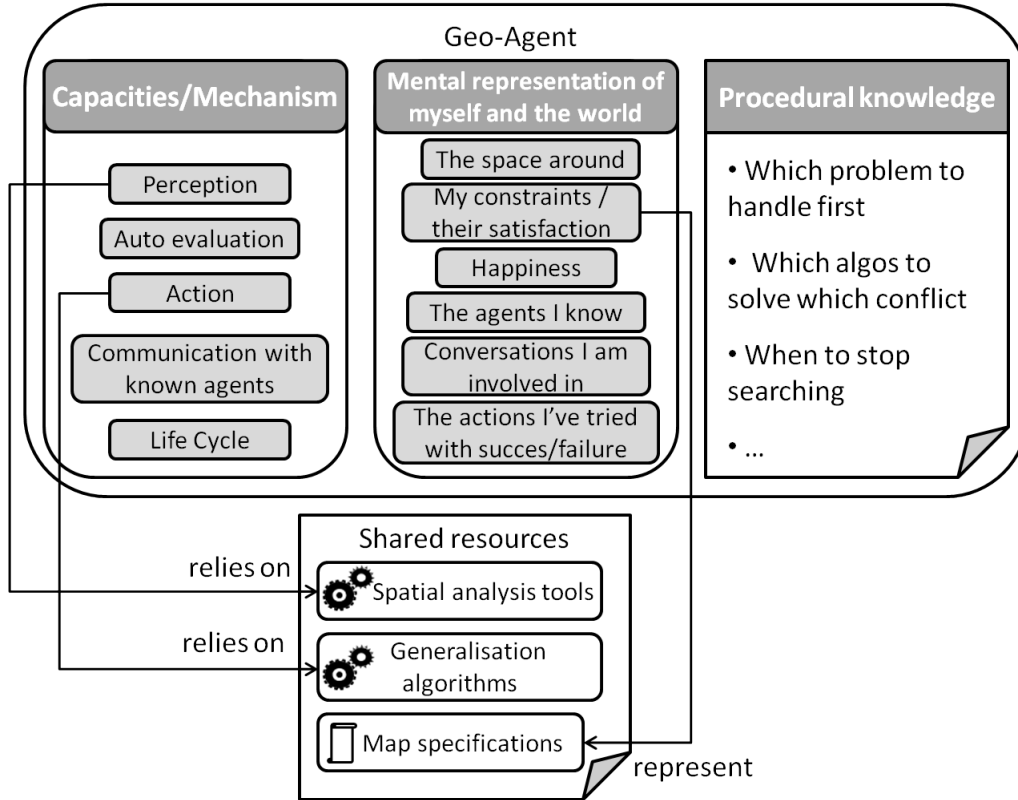 Geo-Agent
Capacities/Mechanism
Perception
Auto evaluation
Action
Communication with
known agents
Life Cycle
Mental representation of
myself and the world
The space around
My constraints /
their satisfaction
Happiness
The agents I know
Conversations I am
involved in
The actions I've tried
with succes/failure
Procedural knowledge
• Which problem to
handle first
• Which algos to
solve which conflict
• When to stop
searching
• ...
Shared resources
relies on
Spatial analysis tools
relies on
Generalisation
algorithms
Map specifications
represent